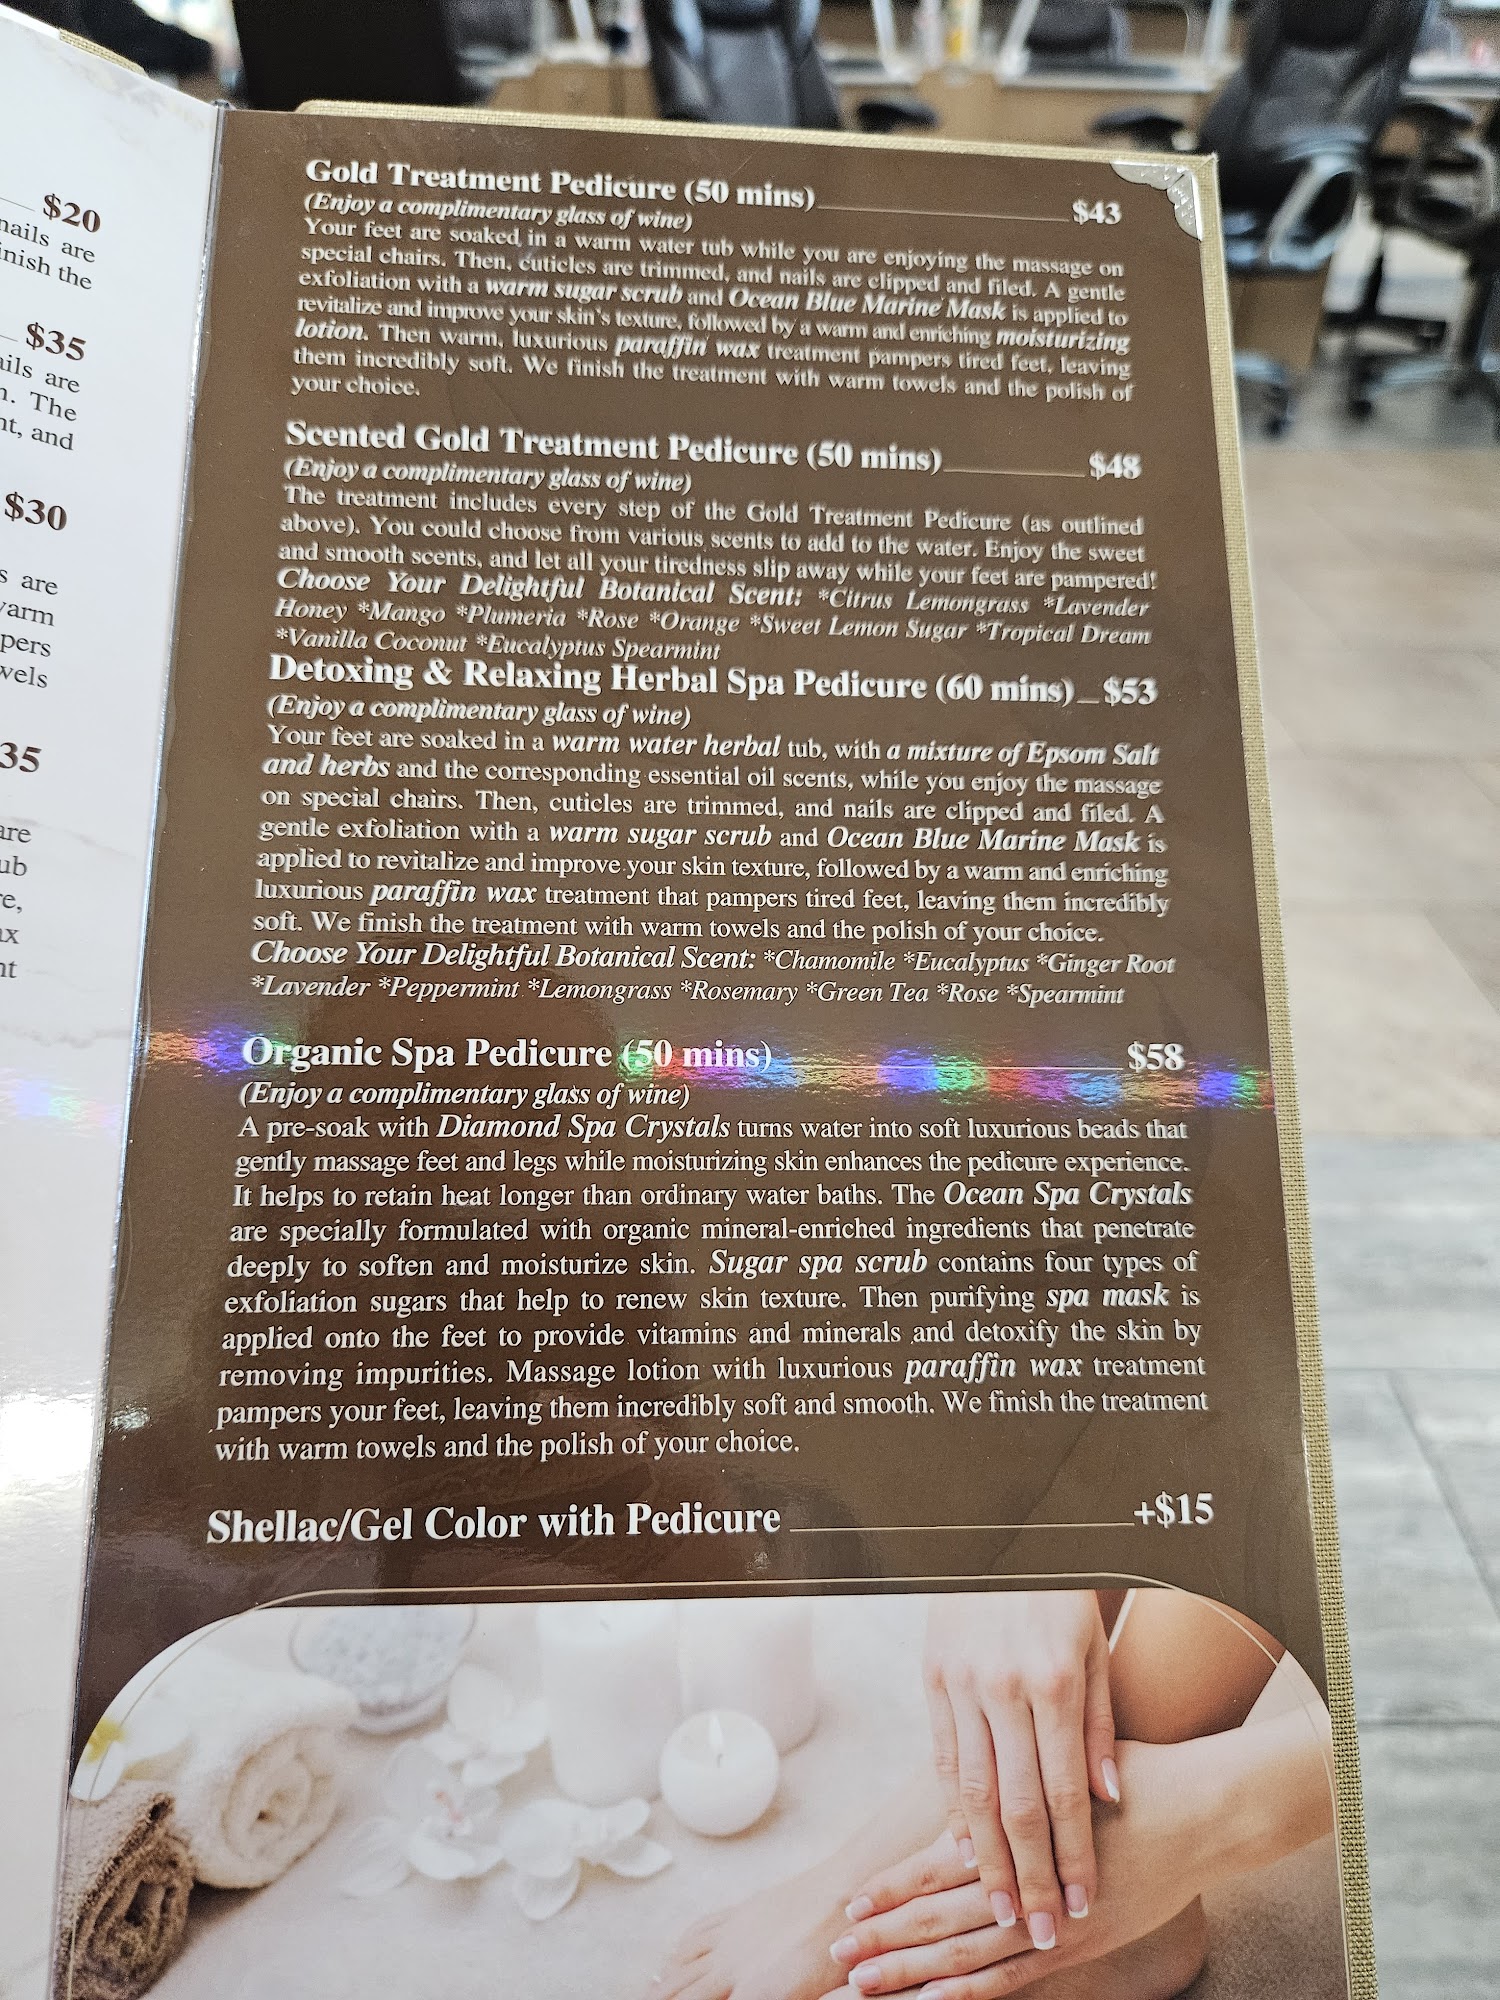 $20
nails are
inish the
$35
ails are
n. The
nt, and
$30
s are
warm
pers
wels
35
are
ub
re,
ax
nt
Gold Treatment Pedicure (50 mins) $43
(Enjoy a complimentary glass of wine)
Your feet are soaked in a warm water tub while you are enjoying the massage on
special chairs. Then, cuticles are trimmed, and nails are clipped and filed. A gentle
exfoliation with a warm sugar scrub and Ocean Blue Marine Mask is applied to
revitalize and improve your skin's texture, followed by a warm and enriching moisturizing
lotion. Then warm, luxurious paraffin wax treatment pampers tired feet, leaving
them incredibly soft. We finish the treatment with warm towels and the polish of
your choice.
Scented Gold Treatment Pedicure (50 mins) $48
(Enjoy a complimentary glass of wine)
The treatment includes every step of the Gold Treatment Pedicure (as outlined
above). You could choose from various scents to add to the water. Enjoy the sweet
and smooth scents, and let all your tiredness slip away while your feet are pampered!
Choose Your Delightful Botanical Scent: *Citrus Lemongrass *Lavender
Honey *Mango *Plumeria *Rose *Orange *Sweet Lemon Sugar *Tropical Dream
*Vanilla Coconut *Eucalyptus Spearmint
Detoxing & Relaxing Herbal Spa Pedicure (60 mins) $53
(Enjoy a complimentary glass of wine)
Your feet are soaked in a warm water herbal tub, with a mixture of Epsom Salt
and herbs and the corresponding essential oil scents, while you enjoy the massage
on special chairs. Then, cuticles are trimmed, and nails are clipped and filed. A
gentle exfoliation with a warm sugar scrub and Ocean Blue Marine Mask is
applied to revitalize and improve your skin texture, followed by a warm and enriching
luxurious paraffin wax treatment that pampers tired feet, leaving them incredibly
soft. We finish the treatment with warm towels and the polish of your choice.
Choose Your Delightful Botanical Scent: *Chamomile *Eucalyptus *Ginger Root
*Lavender *Peppermint *Lemongrass *Rosemary *Green Tea *Rose *Spearmint
Organic Spa Pedicure (50 mins) $58
(Enjoy a complimentary glass of wine)
A pre-soak with Diamond Spa Crystals turns water into soft luxurious beads that
gently massage feet and legs while moisturizing skin enhances the pedicure experience.
It helps to retain heat longer than ordinary water baths. The Ocean Spa Crystals
are specially formulated with organic mineral-enriched ingredients that penetrate
deeply to soften and moisturize skin. Sugar spa scrub contains four types of
exfoliation sugars that help to renew skin texture. Then purifying spa mask is
applied onto the feet to provide vitamins and minerals and detoxify the skin by
removing impurities. Massage lotion with luxurious paraffin wax treatment
pampers your feet, leaving them incredibly soft and smooth. We finish the treatment
with warm towels and the polish of your choice.
Shellac/Gel Color with Pedicure +$15